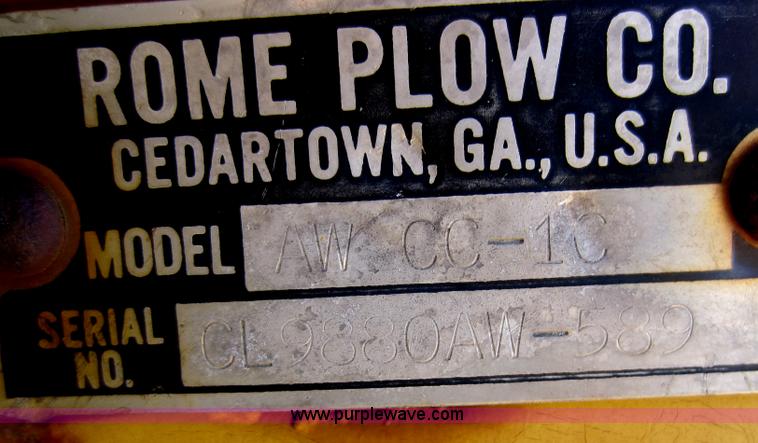 ROME PLOW CO.
CEDARTOWN, GA., U.S.A.
MODEL AW CC-1C
SERIAL NO. CL9880AW-589
www.purplewave.com